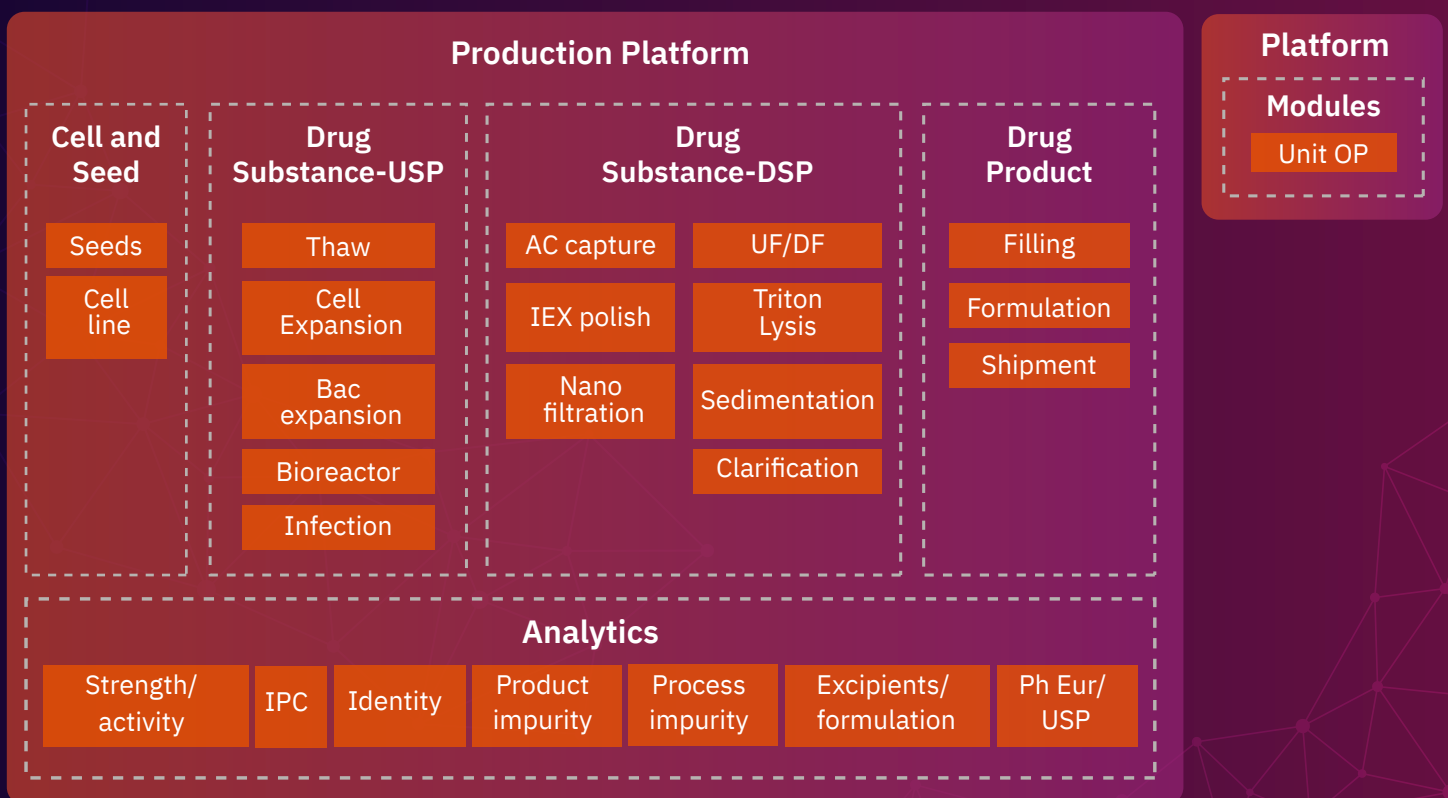 Production Platform
Cell and
Seed
Seeds
Cell
line
Drug
Substance-USP
Thaw
Cell
Expansion
Bac
expansion
Bioreactor
Infection
Drug
Substance-DSP
AC capture
IEX polish
Nano
filtration
UF/DF
Triton
Lysis
Sedimentation
Clarification
Drug
Product
Filling
Formulation
Shipment
Analytics
Strength/
activity
IPC
Identity
Product
impurity
Process
impurity
Excipients/
formulation
Ph Eur/
USP
Platform
Modules
Unit OP